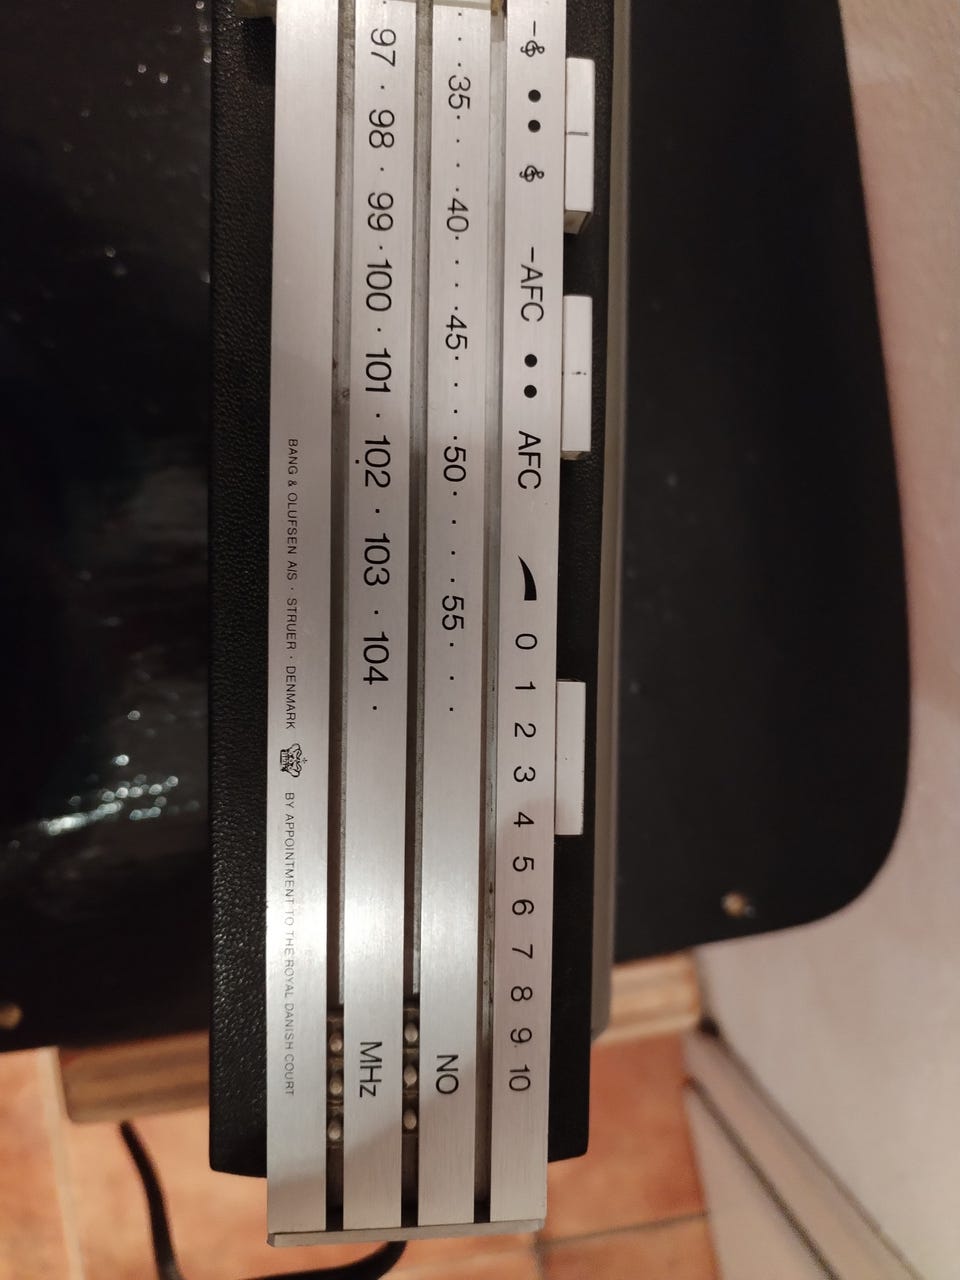 -𝄞 • • 𝄞 -AFC • • AFC 0 1 2 3 4 5 6 7 8 9 10
· · 35 · · · · 40 · · · · 45 · · · · 50 · · · · 55 · · · NO
97 · 98 · 99 · 100 · 101 · 102 · 103 · 104 · MHz
BANG & OLUFSEN A/S · STRUER · DENMARK BY APPOINTMENT TO THE ROYAL DANISH COURT